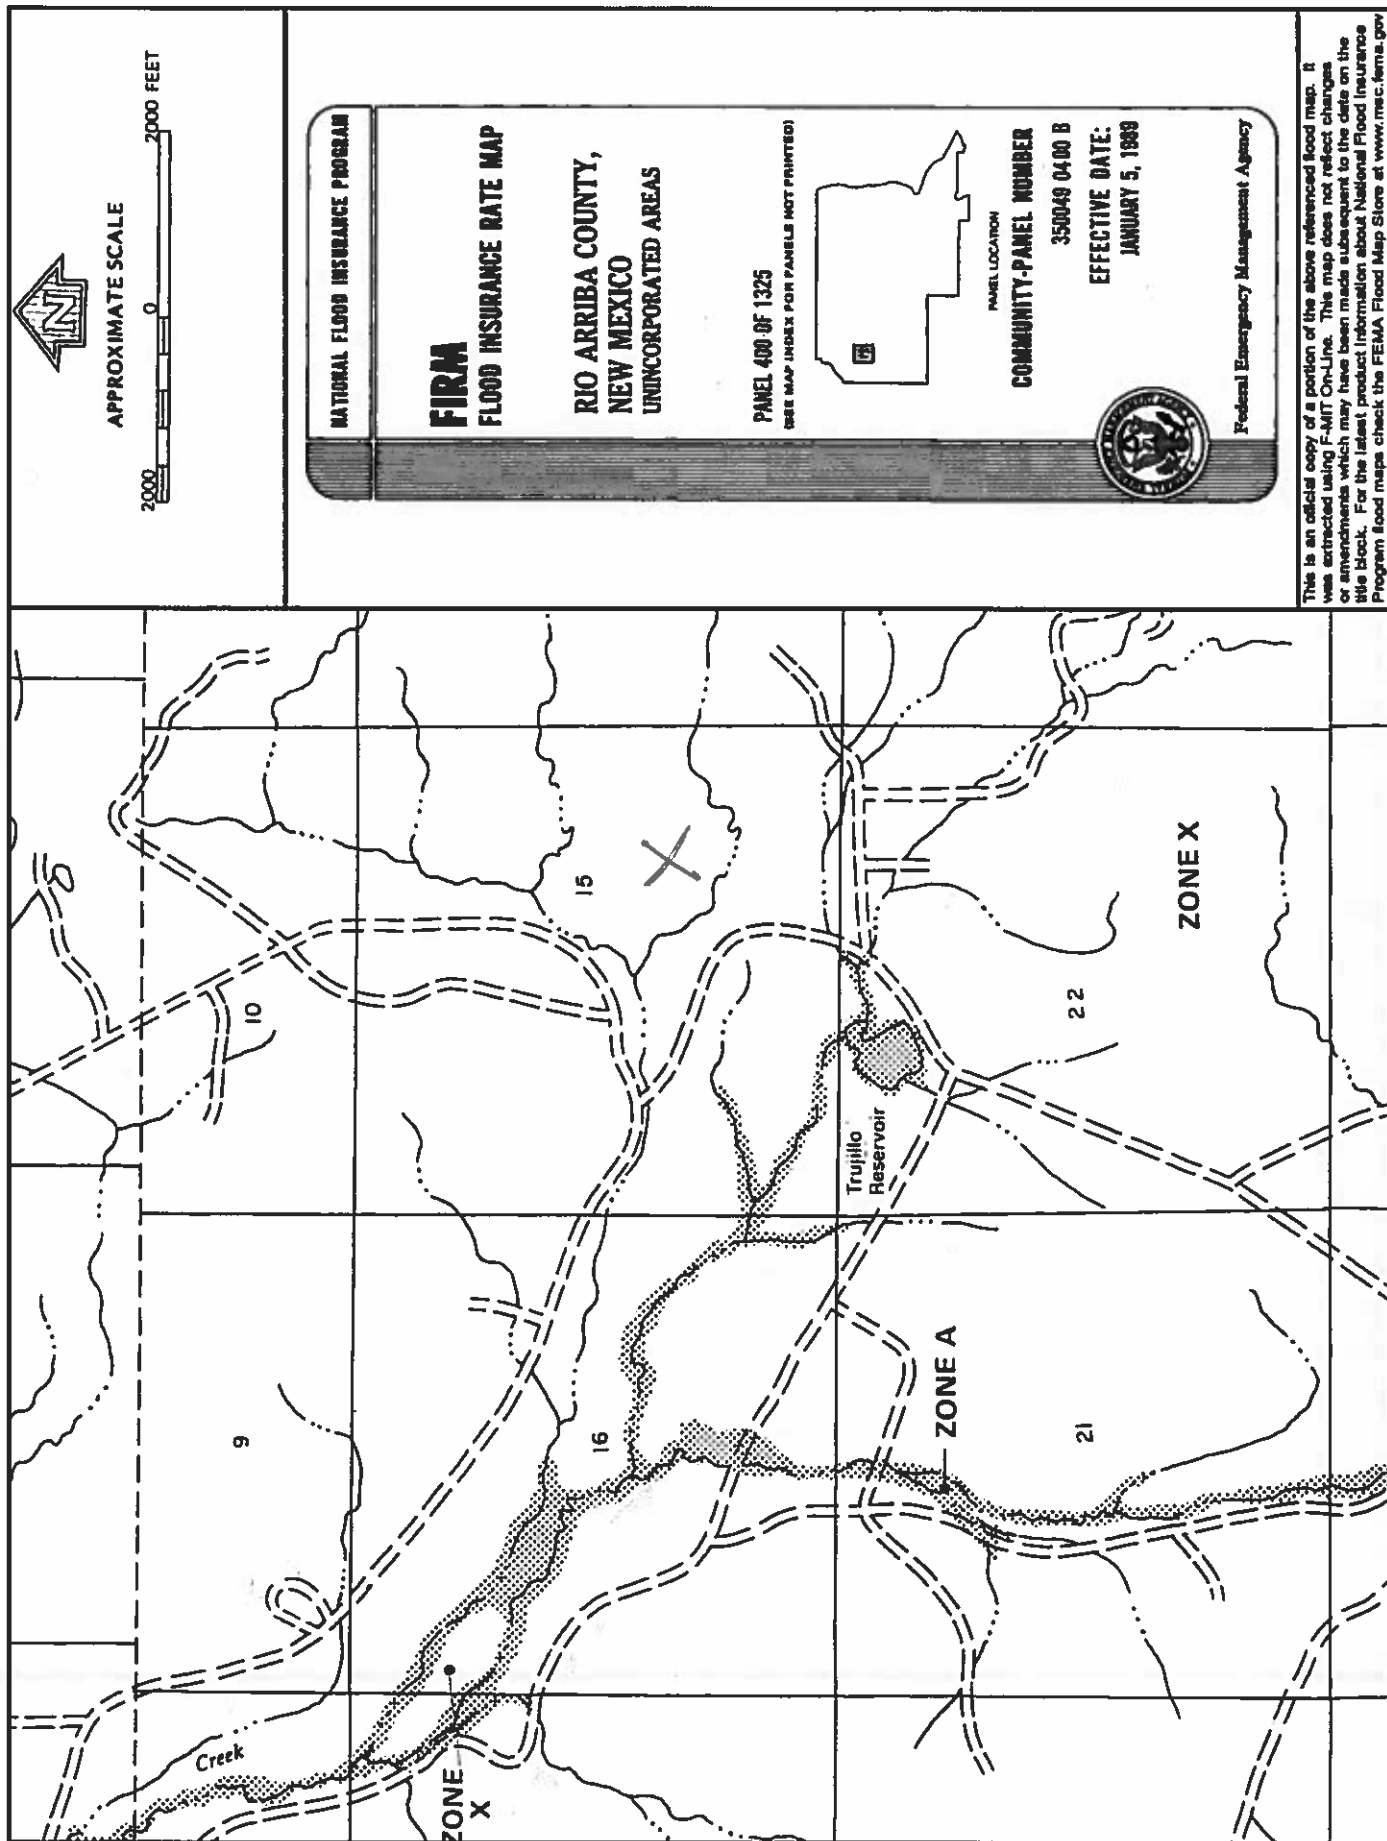 N
APPROXIMATE SCALE
2000 0 2000 FEET
NATIONAL FLOOD INSURANCE PROGRAM
FIRM
FLOOD INSURANCE RATE MAP
RIO ARRIBA COUNTY,
NEW MEXICO
UNINCORPORATED AREAS
PANEL 400 OF 1325
(SEE MAP INDEX FOR PANELS NOT PRINTED)
PANEL LOCATION
COMMUNITY-PANEL NUMBER
350049 0400 B
EFFECTIVE DATE:
JANUARY 5, 1989
Federal Emergency Management Agency
This is an official copy of a portion of the above referenced flood map. It
was extracted using F-MIT On-Line. This map does not reflect changes
or amendments which may have been made subsequent to the date on the
title block. For the latest product information about National Flood Insurance
Program flood maps check the FEMA Flood Map Store at www.msc.fema.gov
Creek
9
10
ZONE
X
16
15
Trujillo
Reservoir
ZONE A
21
22
ZONE X